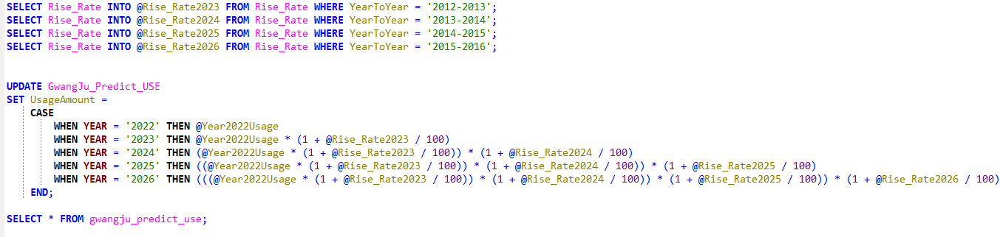 SELECT Rise_Rate INTO @Rise_Rate2023 FROM Rise_Rate WHERE YearToYear = '2012-2013';
SELECT Rise_Rate INTO @Rise_Rate2024 FROM Rise_Rate WHERE YearToYear = '2013-2014';
SELECT Rise_Rate INTO @Rise_Rate2025 FROM Rise_Rate WHERE YearToYear = '2014-2015';
SELECT Rise_Rate INTO @Rise_Rate2026 FROM Rise_Rate WHERE YearToYear = '2015-2016';
UPDATE GwangJu_Predict_USE
SET UsageAmount =
CASE
WHEN YEAR = '2022' THEN @Year2022Usage
WHEN YEAR = '2023' THEN @Year2022Usage * (1 + @Rise_Rate2023 / 100)
WHEN YEAR = '2024' THEN (@Year2022Usage * (1 + @Rise_Rate2023 / 100)) * (1 + @Rise_Rate2024 / 100)
WHEN YEAR = '2025' THEN ((@Year2022Usage * (1 + @Rise_Rate2023 / 100)) * (1 + @Rise_Rate2024 / 100)) * (1 + @Rise_Rate2025 / 100)
WHEN YEAR = '2026' THEN (((@Year2022Usage * (1 + @Rise_Rate2023 / 100)) * (1 + @Rise_Rate2024 / 100)) * (1 + @Rise_Rate2025 / 100)) * (1 + @Rise_Rate2026 / 100)
END;
SELECT * FROM gwangju_predict_use;